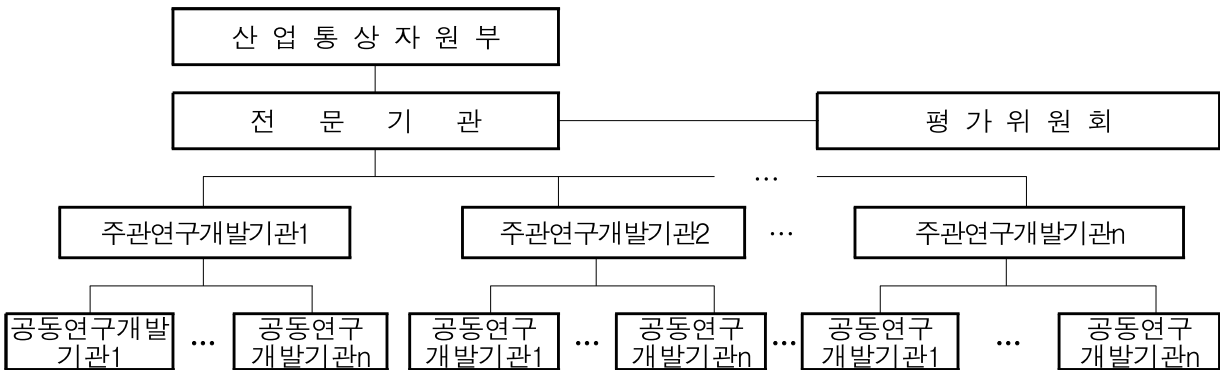 산 업 통 상 자 원 부
전 문 기 관
평 가 위 원 회
...
주관연구개발기관1
주관연구개발기관2
...
주관연구개발기관n
공동연구개발
기관1
...
공동연구
개발기관n
공동연구
개발기관1
...
공동연구
개발기관n
...
공동연구
개발기관1
...
공동연구
개발기관n